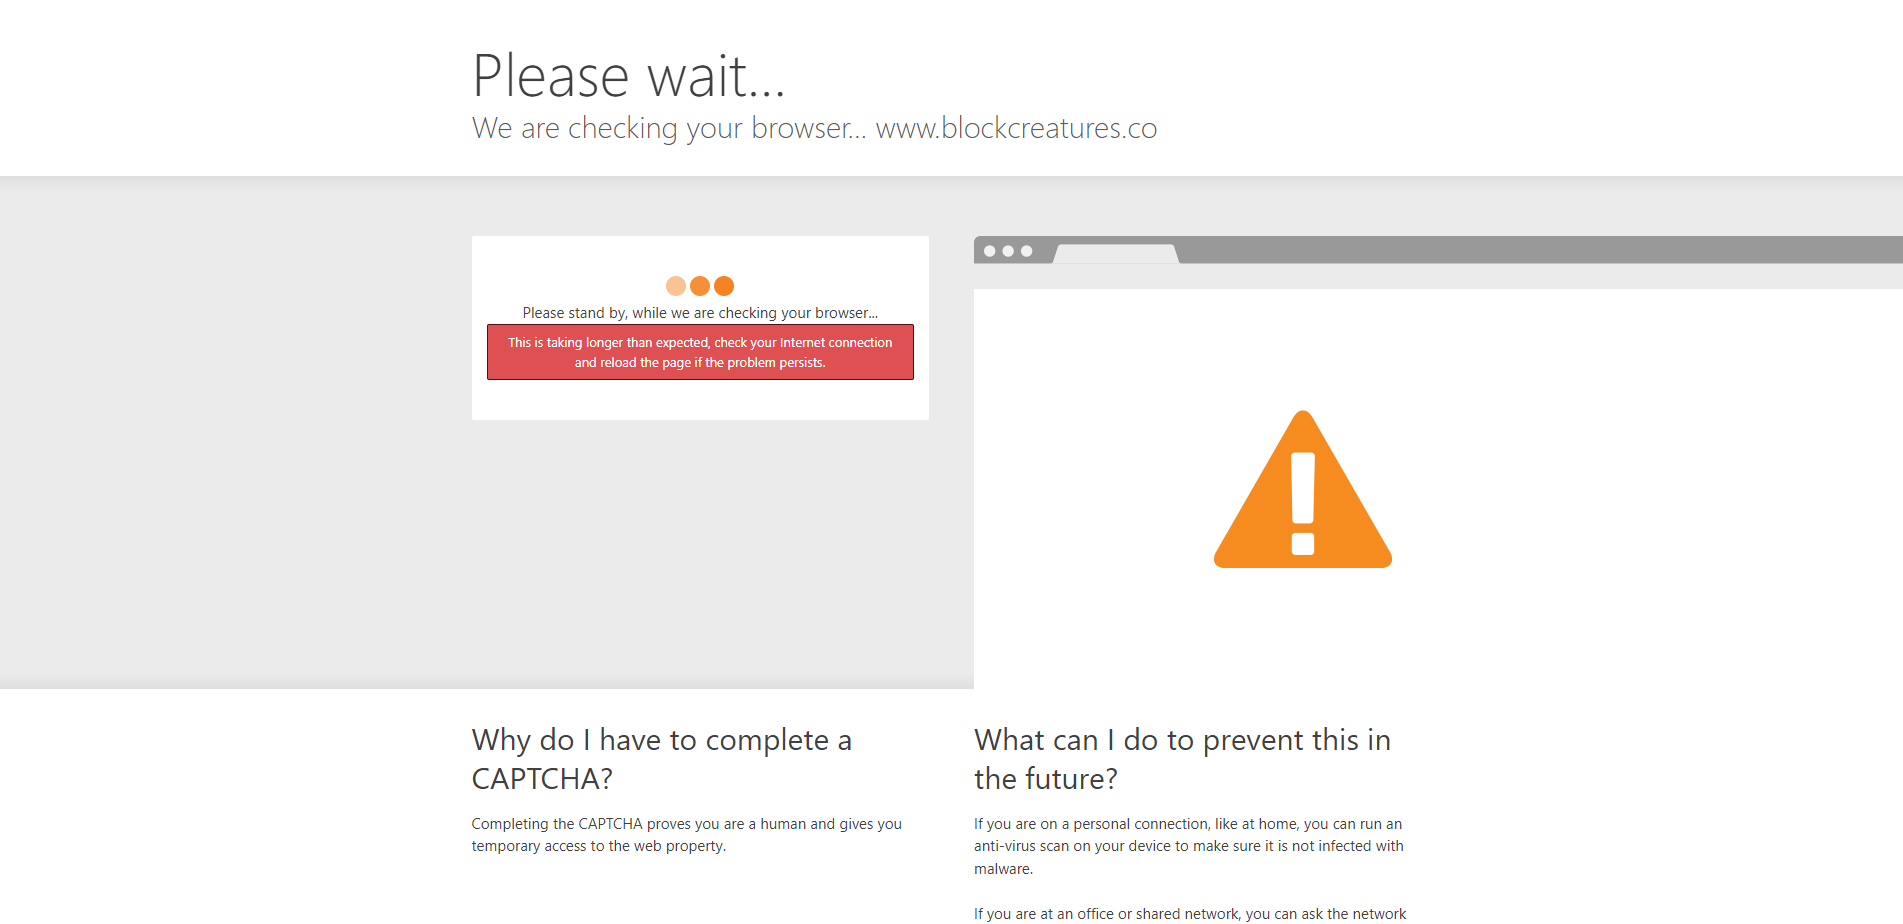 Please wait...
We are checking your browser... www.blockcreatures.co
Please stand by, while we are checking your browser...
This is taking longer than expected, check your Internet connection
and reload the page if the problem persists.
Why do I have to complete a
CAPTCHA?
Completing the CAPTCHA proves you are a human and gives you
temporary access to the web property.
What can I do to prevent this in
the future?
If you are on a personal connection, like at home, you can run an
anti-virus scan on your device to make sure it is not infected with
malware.
If you are at an office or shared network, you can ask the network